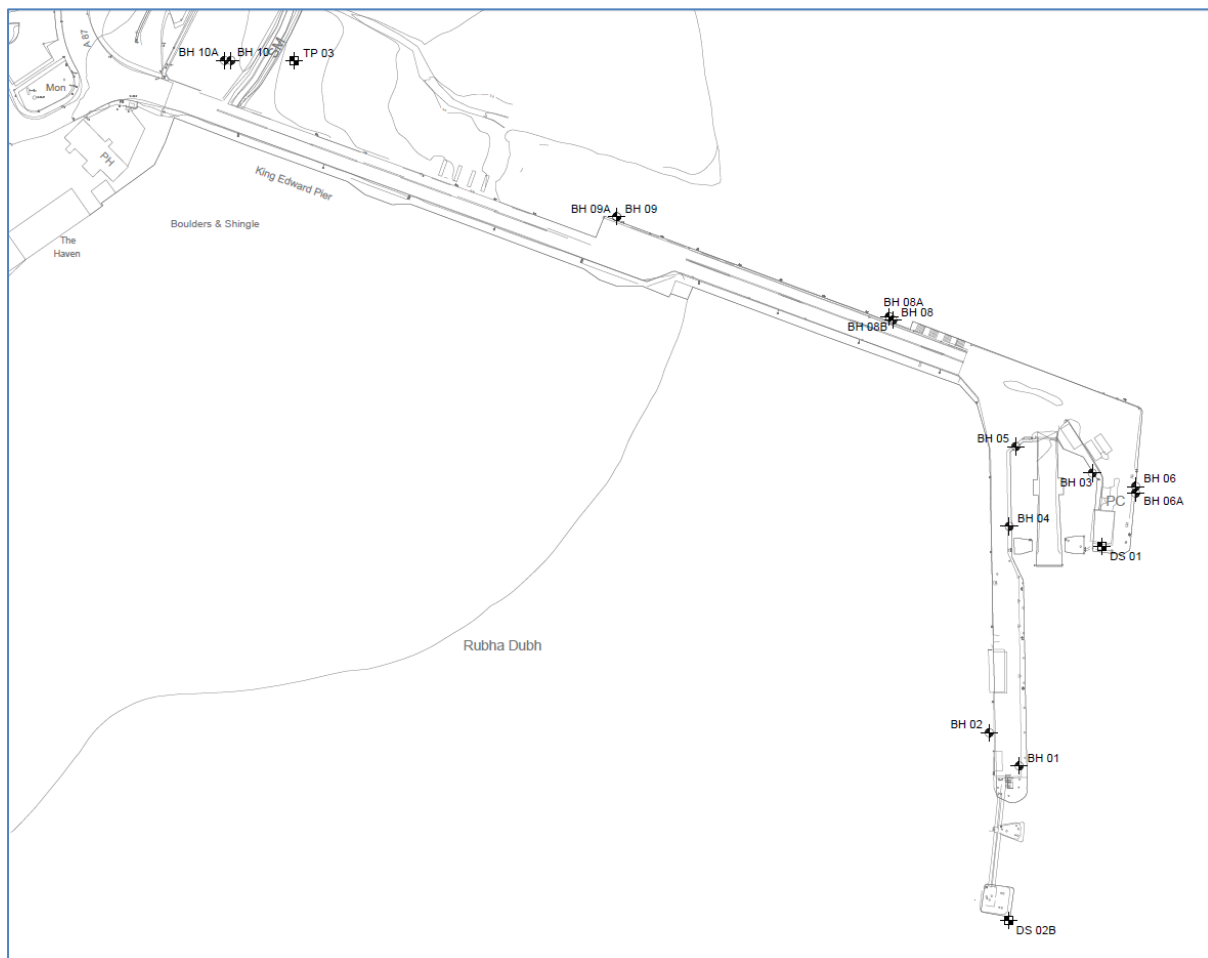 A 87
BH 10A
BH 10
SM
TP 03
Mon
PH
King Edward Pier
Boulders & Shingle
The
Haven
BH 09A
BH 09
BH 08A
BH 08
BH 08B
BH 05
BH 03
BH 06
PC
BH 06A
BH 04
DS 01
Rubha Dubh
BH 02
BH 01
DS 02B